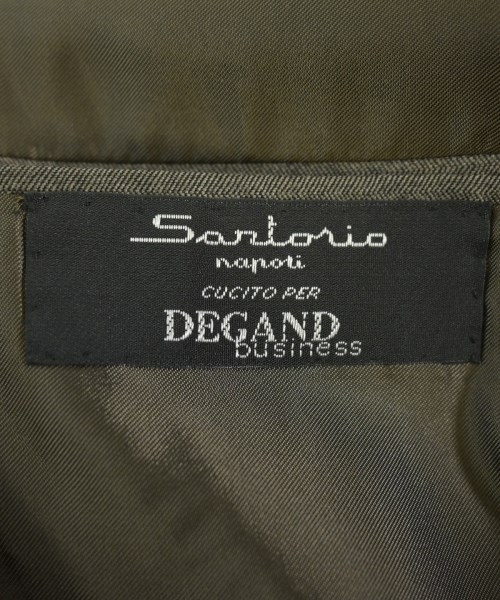 Sartorio
napoli
CUCITO PER
DEGAND
business